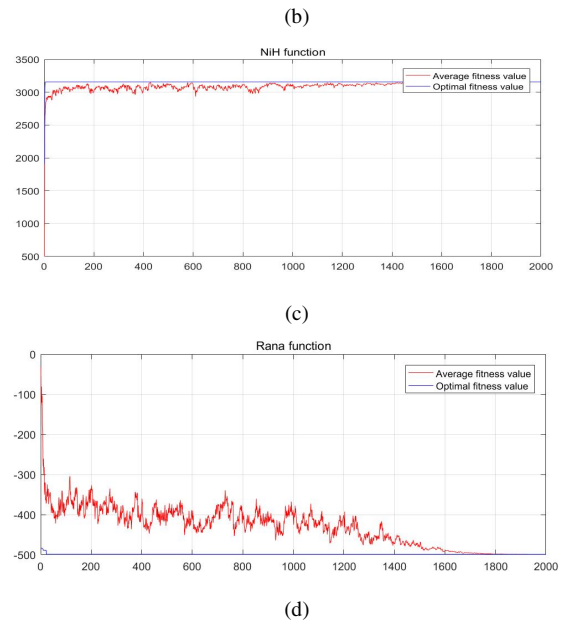 (b)
NiH function
Average fitness value
Optimal fitness value
3500
3000
2500
2000
1500
1000
500
0 200 400 600 800 1000 1200 1400 1600 1800 2000
(c)
Rana function
Average fitness value
Optimal fitness value
0
-100
-200
-300
-400
-500
0 200 400 600 800 1000 1200 1400 1600 1800 2000
(d)